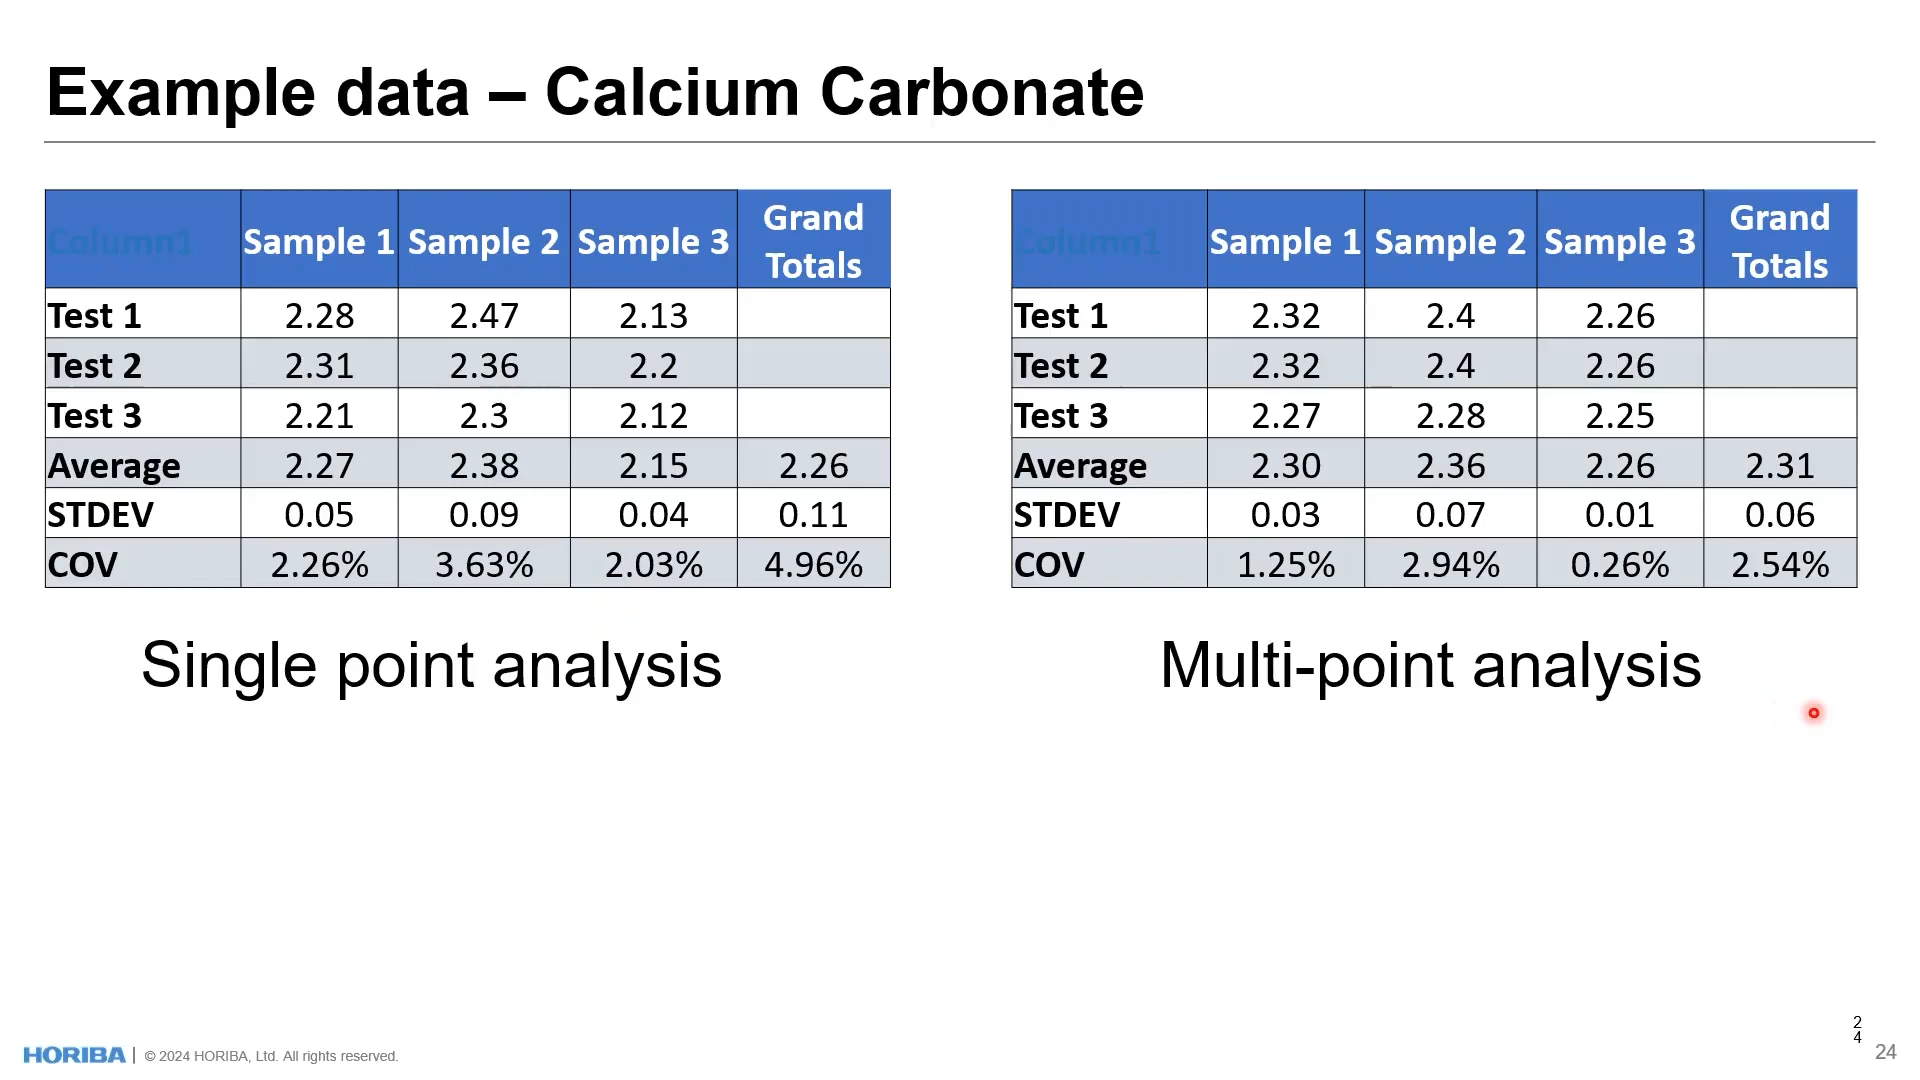 Example data – Calcium Carbonate
Column1 Sample 1 Sample 2 Sample 3 Grand Totals
Test 1 2.28 2.47 2.13
Test 2 2.31 2.36 2.2
Test 3 2.21 2.3 2.12
Average 2.27 2.38 2.15 2.26
STDEV 0.05 0.09 0.04 0.11
COV 2.26% 3.63% 2.03% 4.96%
Single point analysis
Column1 Sample 1 Sample 2 Sample 3 Grand Totals
Test 1 2.32 2.4 2.26
Test 2 2.32 2.4 2.26
Test 3 2.27 2.28 2.25
Average 2.30 2.36 2.26 2.31
STDEV 0.03 0.07 0.01 0.06
COV 1.25% 2.94% 0.26% 2.54%
Multi-point analysis
HORIBA | © 2024 HORIBA, Ltd. All rights reserved.
2
4
24